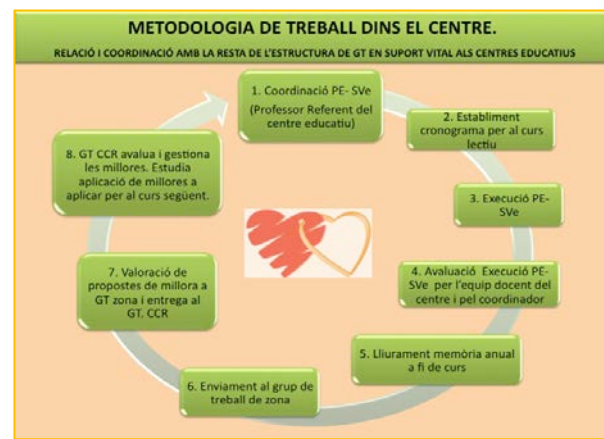 METODOLOGIA DE TREBALL DINS EL CENTRE.
RELACIÓ I COORDINACIÓ AMB LA RESTA DE L'ESTRUCTURA DE GT EN SUPORT VITAL ALS CENTRES EDUCATIUS
1. Coordinació PE- SVe
(Professor Referent del
centre educatiu)
2. Establiment
cronograma per al curs
lectiu
3. Execució PE-
SVe
4. Avaluació Execució PE-
SVe per l'equip docent del
centre i pel coordinador
5. Lliurament memòria anual
a fi de curs
6. Enviament al grup de
treball de zona
7. Valoració de
propostes de millora a
GT zona i entrega al
GT. CCR
8. GT CCR avalua i gestiona
les millores. Estudia
aplicació de millores a
aplicar per al curs següent.